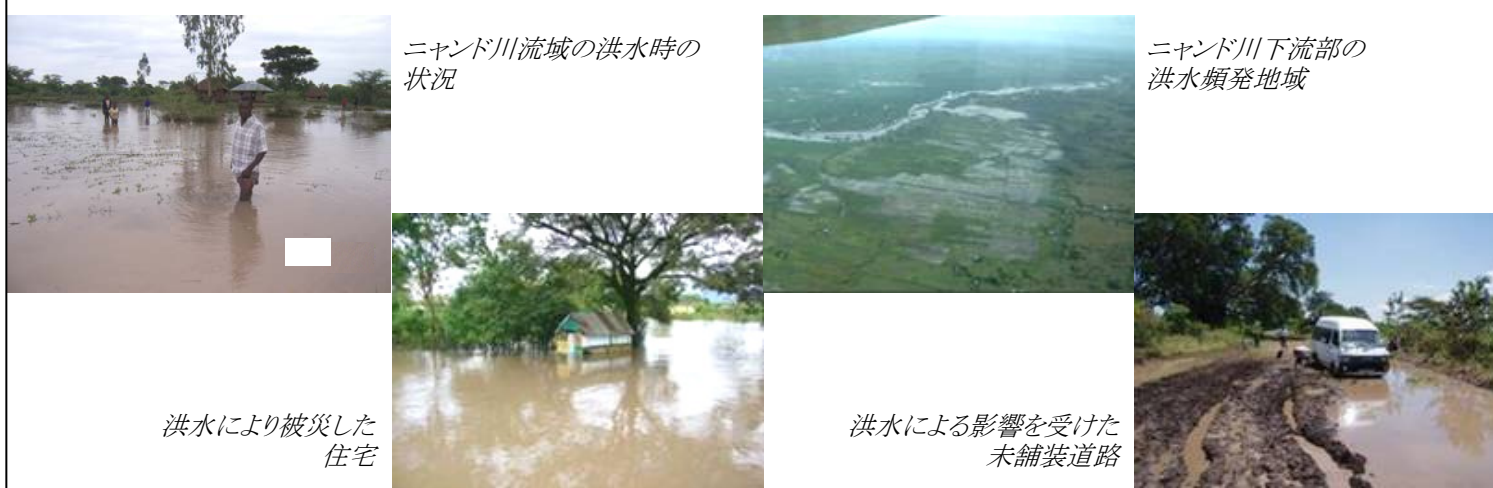 ニャンド川流域の洪水時の
状況
ニャンド川下流部の
洪水頻発地域
洪水により被災した
住宅
洪水による影響を受けた
未舗装道路